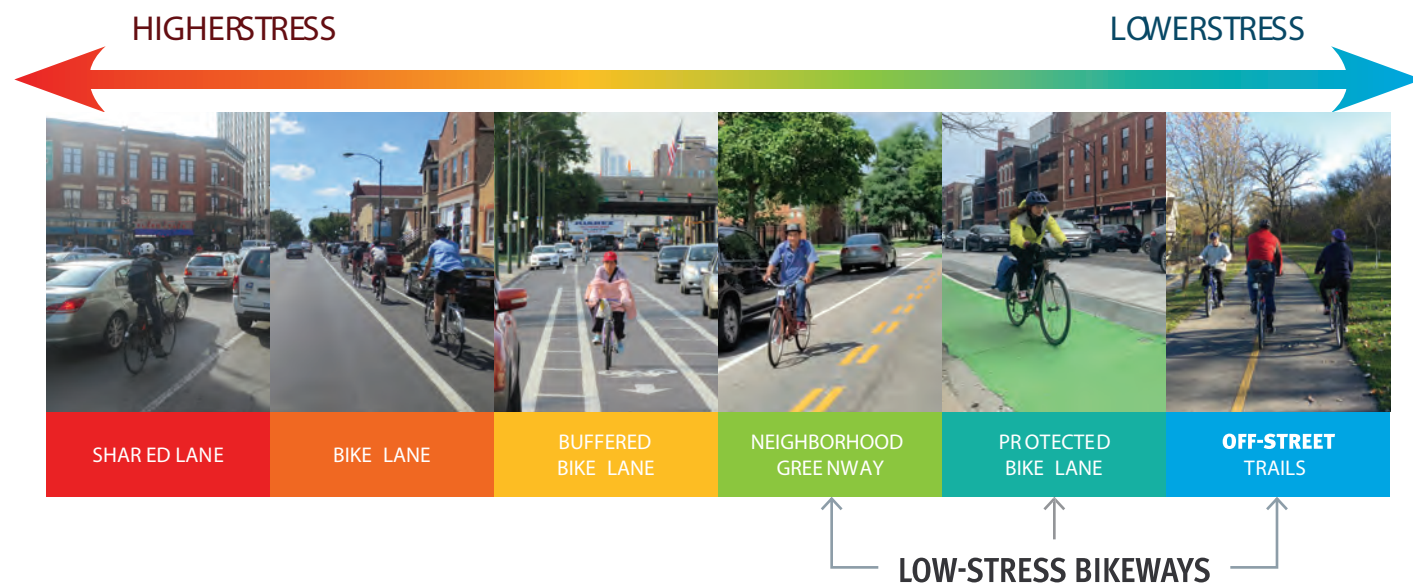 HIGHERSTRESS
LOWERSTRESS
SHAR ED LANE
BIKE LANE
BUFFERED
BIKE LANE
NEIGHBORHOOD
GREE NWAY
PR OTECTED
BIKE LANE
OFF-STREET
TRAILS
LOW-STRESS BIKEWAYS